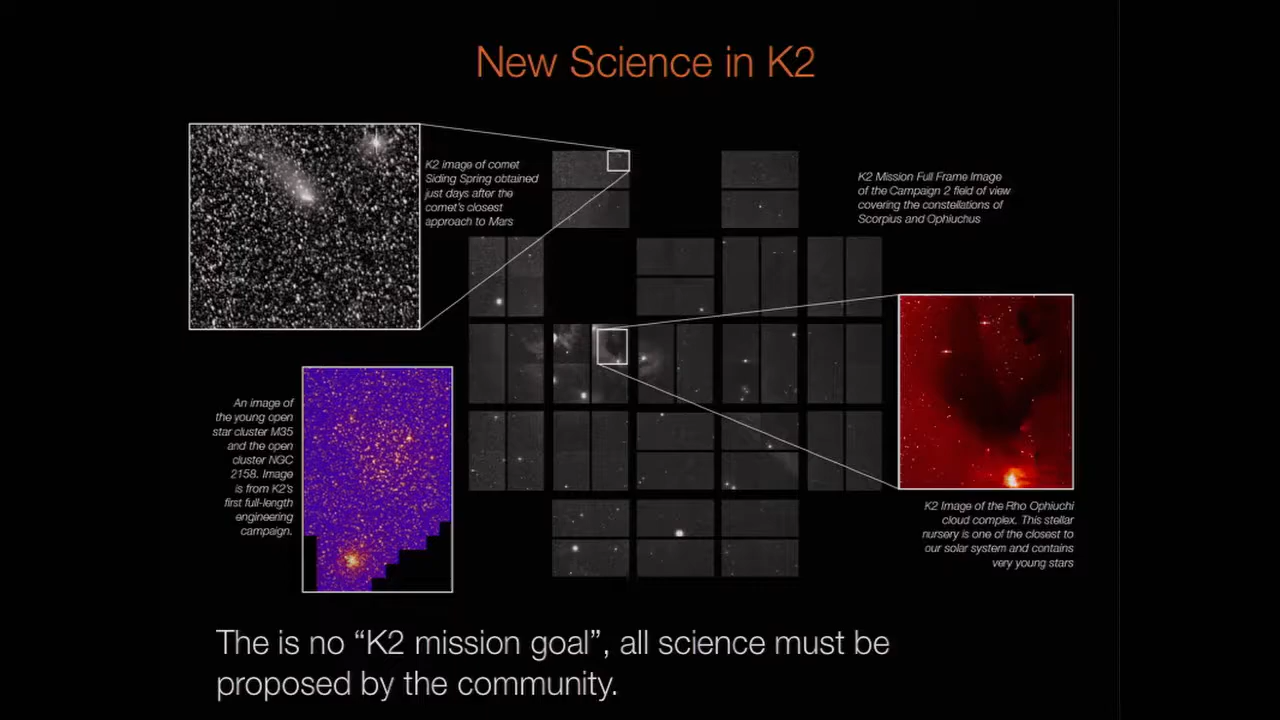 New Science in K2
K2 image of comet
Siding Spring obtained
just days after the
comet's closest
approach to Mars
K2 Mission Full Frame Image
of the Campaign 2 field of view
covering the constellations of
Scorpius and Ophiuchus
An image of
the young open
star cluster M35
and the open
cluster NGC
2158. Image
is from K2's
first full-length
engineering
campaign.
K2 Image of the Rho Ophiuchi
cloud complex. This stellar
nursery is one of the closest to
our solar system and contains
very young stars
The is no “K2 mission goal”, all science must be
proposed by the community.